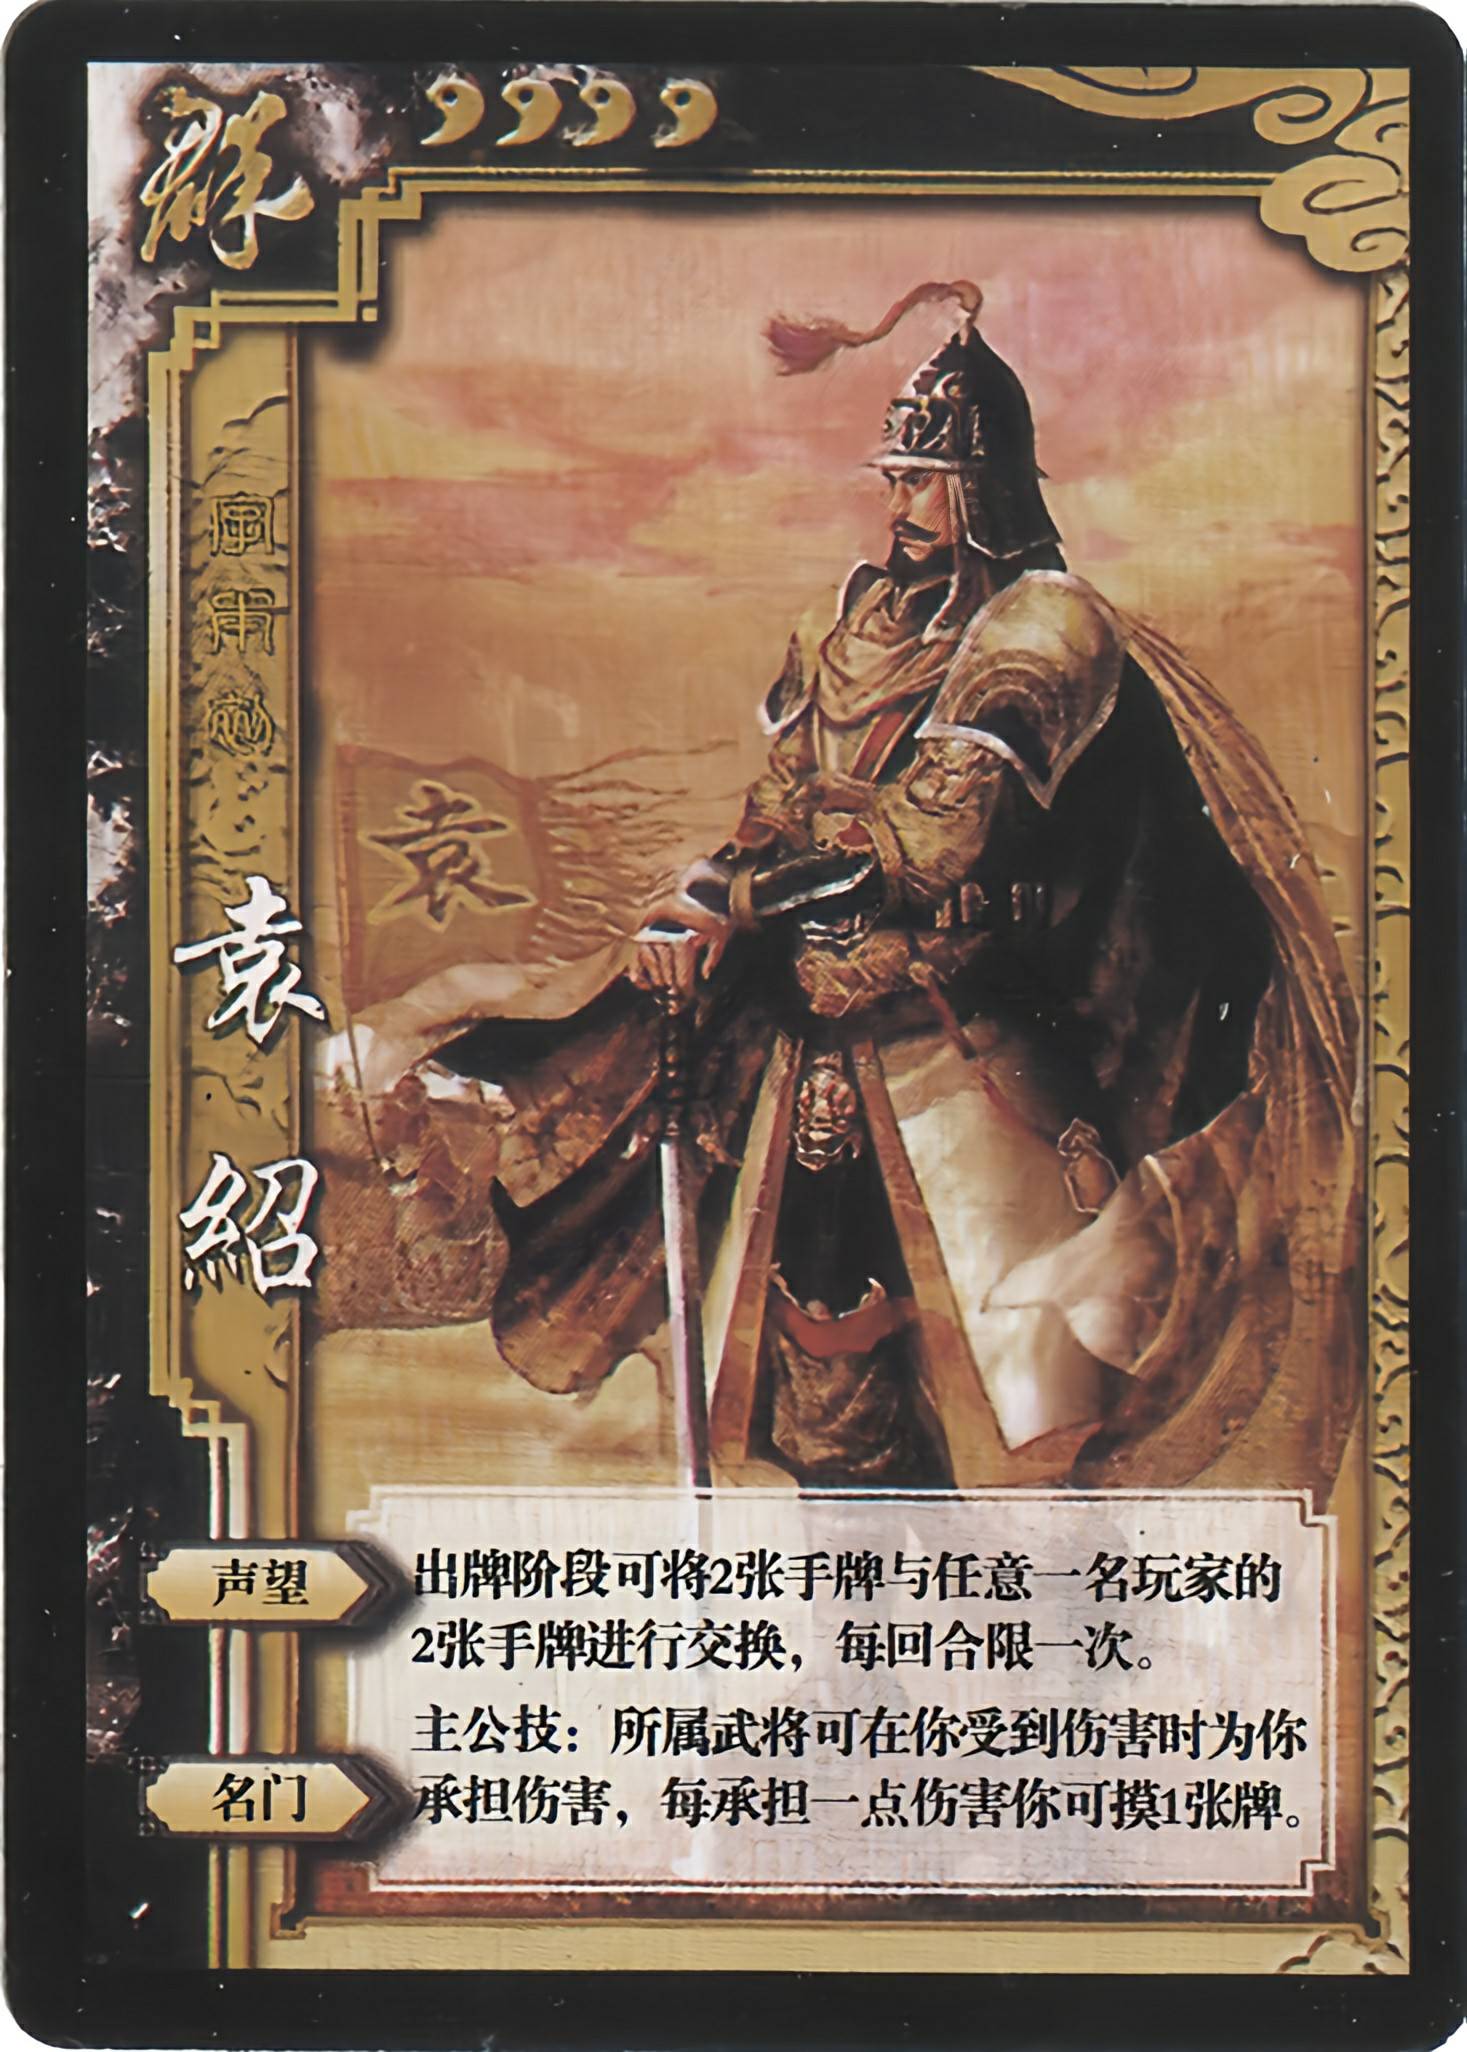 群
袁
袁
紹
声望
出牌阶段可将2张手牌与任意一名玩家的
2张手牌进行交换，每回合限一次。
名门
主公技：所属武将可在你受到伤害时为你
承担伤害，每承担一点伤害你可摸1张牌。